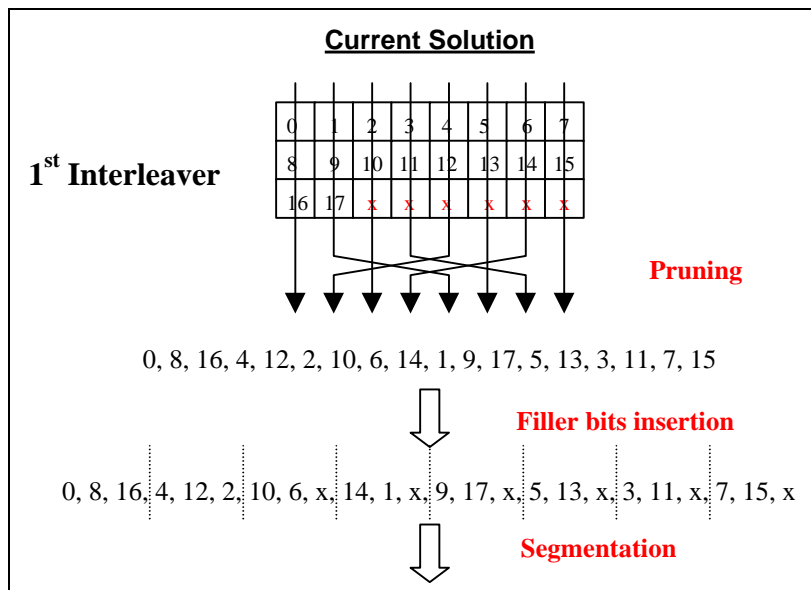 Current Solution
0 1 2 3 4 5 6 7
1st Interleaver
8 9 10 11 12 13 14 15
16 17 x x x x x x
Pruning
0, 8, 16, 4, 12, 2, 10, 6, 14, 1, 9, 17, 5, 13, 3, 11, 7, 15
Filler bits insertion
0, 8, 16, 4, 12, 2, 10, 6, x, 14, 1, x, 9, 17, x, 5, 13, x, 3, 11, x, 7, 15, x
Segmentation